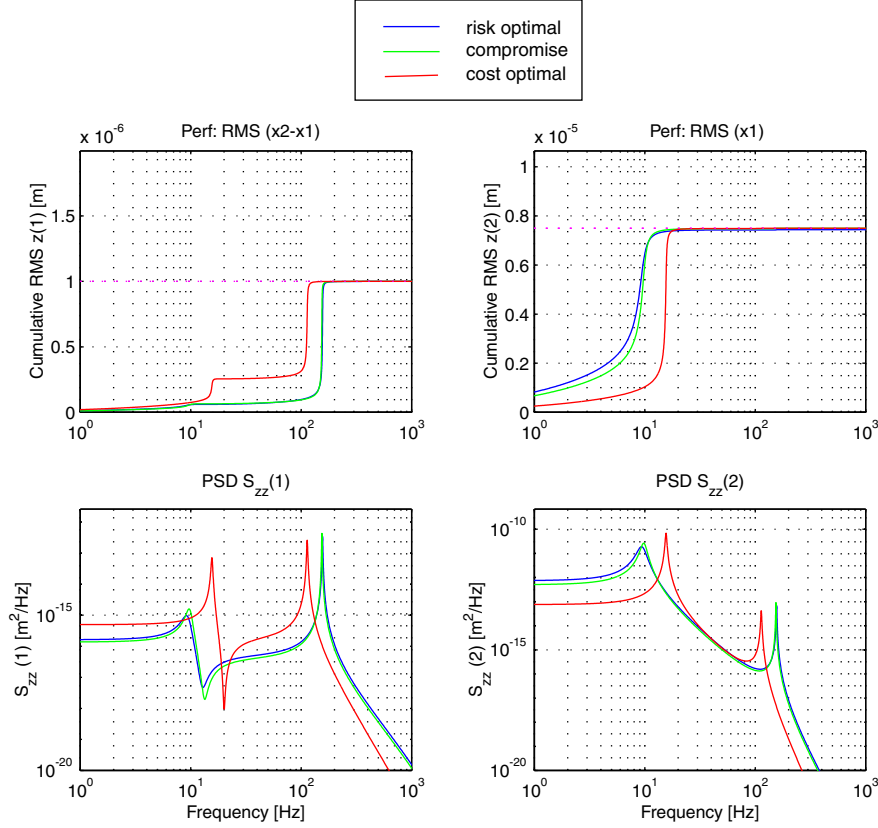 risk optimal
compromise
cost optimal
x 10^-6
Perf: RMS (x2-x1)
Cumulative RMS z(1) [m]
1.5
1
0.5
0
10^0 10^1 10^2 10^3
x 10^-5
Perf: RMS (x1)
Cumulative RMS z(2) [m]
1
0.8
0.6
0.4
0.2
0
10^0 10^1 10^2 10^3
PSD S_zz(1)
S_zz (1) [m^2/Hz]
10^-15
10^-20
10^0 10^1 10^2 10^3
Frequency [Hz]
PSD S_zz(2)
S_zz (2) [m^2/Hz]
10^-10
10^-15
10^-20
10^0 10^1 10^2 10^3
Frequency [Hz]